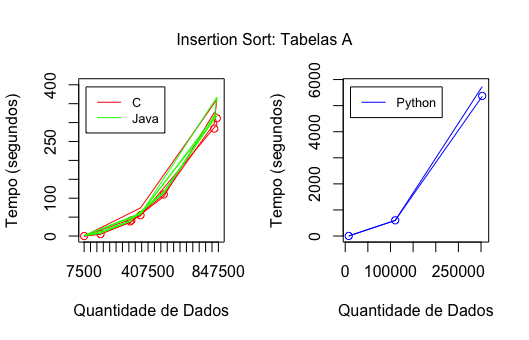 Insertion Sort: Tabelas A
Tempo (segundos)
400
250
100
0
C
Java
7500 407500 847500
Quantidade de Dados
Tempo (segundos)
6000
4000
2000
0
Python
0 100000 250000
Quantidade de Dados